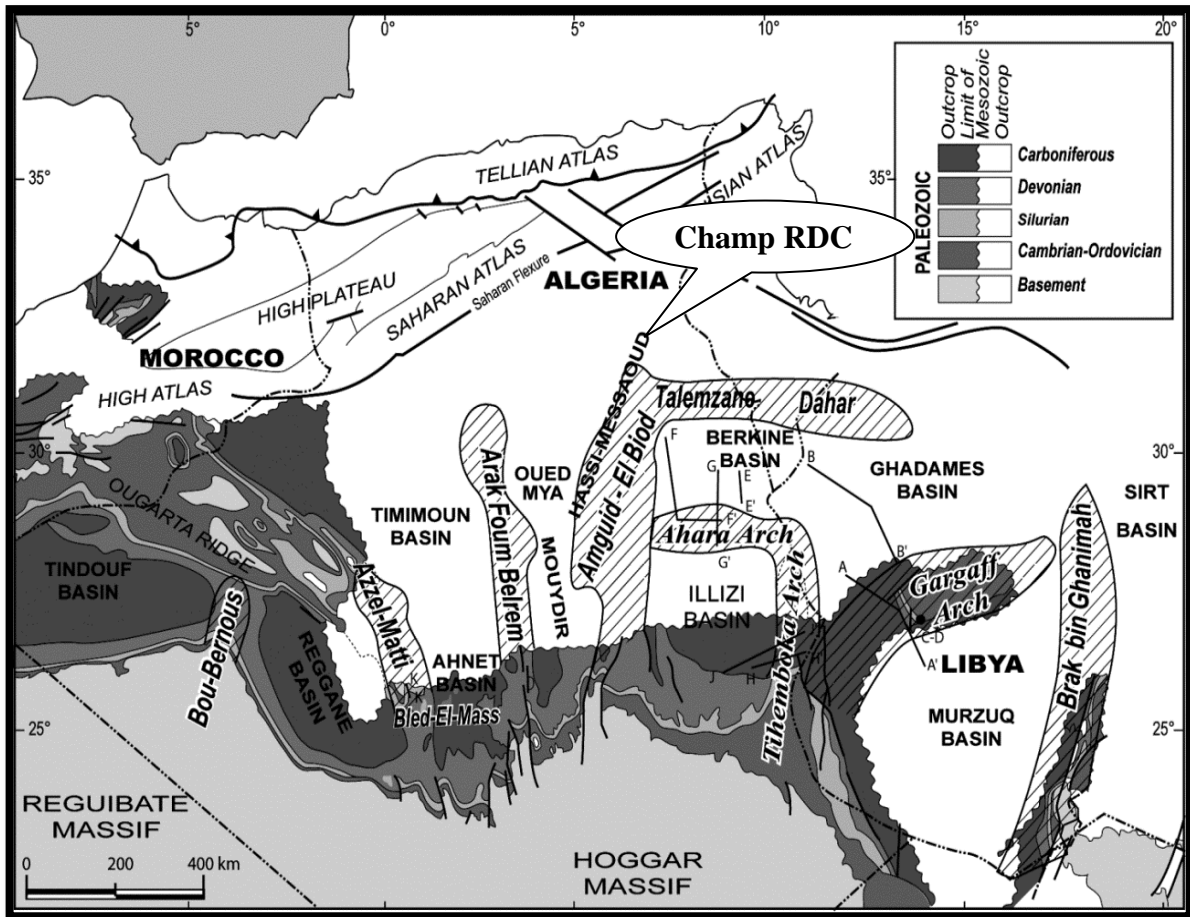 5° 0° 5° 10° 15° 20°
35°
35°
30°
30°
25°
25°
Outcrop
Limit of
Mesozoic
Outcrop
PALEOZOIC
Carboniferous
Devonian
Silurian
Cambrian-Ordovician
Basement
TELLIAN ATLAS
SIAN ATLAS
Champ RDC
HIGH PLATEAU
SAHARAN ATLAS
Saharan Flexure
ALGERIA
MOROCCO
HIGH ATLAS
HASSI-MESSAOUD
Talemzane
Dahar
BERKINE
BASIN
GHADAMES
BASIN
SIRT
BASIN
OUED
MYA
Arak Foum Belrem
Amguid - El Biod
F
G
E
B
E'
F'
G'
Ahara Arch
OUGARTA RIDGE
TIMIMOUN
BASIN
MOUYDIR
TINDOUF
BASIN
Azzel-Matti
ILLIZI
BASIN
Tihemboka Arch
A
B'
Gargaff
Arch
C-D
A'
LIBYA
Brak bin Ghanimah
Bou-Bernous
REGGANE
BASIN
AHNET
BASIN
K
Bled-El-Mass
J
H
MURZUQ
BASIN
REGUIBATE
MASSIF
HOGGAR
MASSIF
0 200 400 km